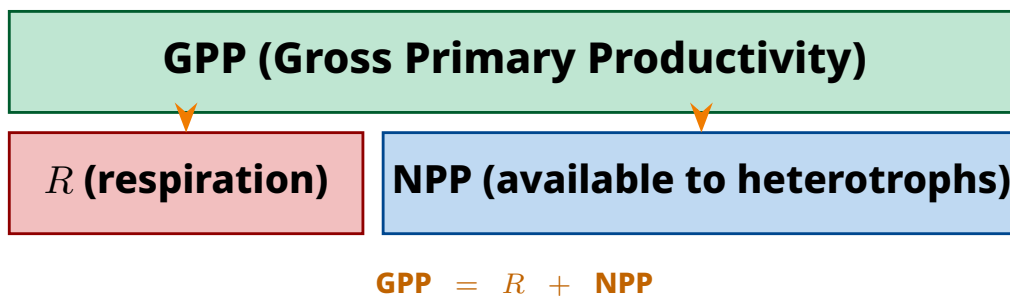 GPP (Gross Primary Productivity)
R (respiration)
NPP (available to heterotrophs)
GPP = R + NPP